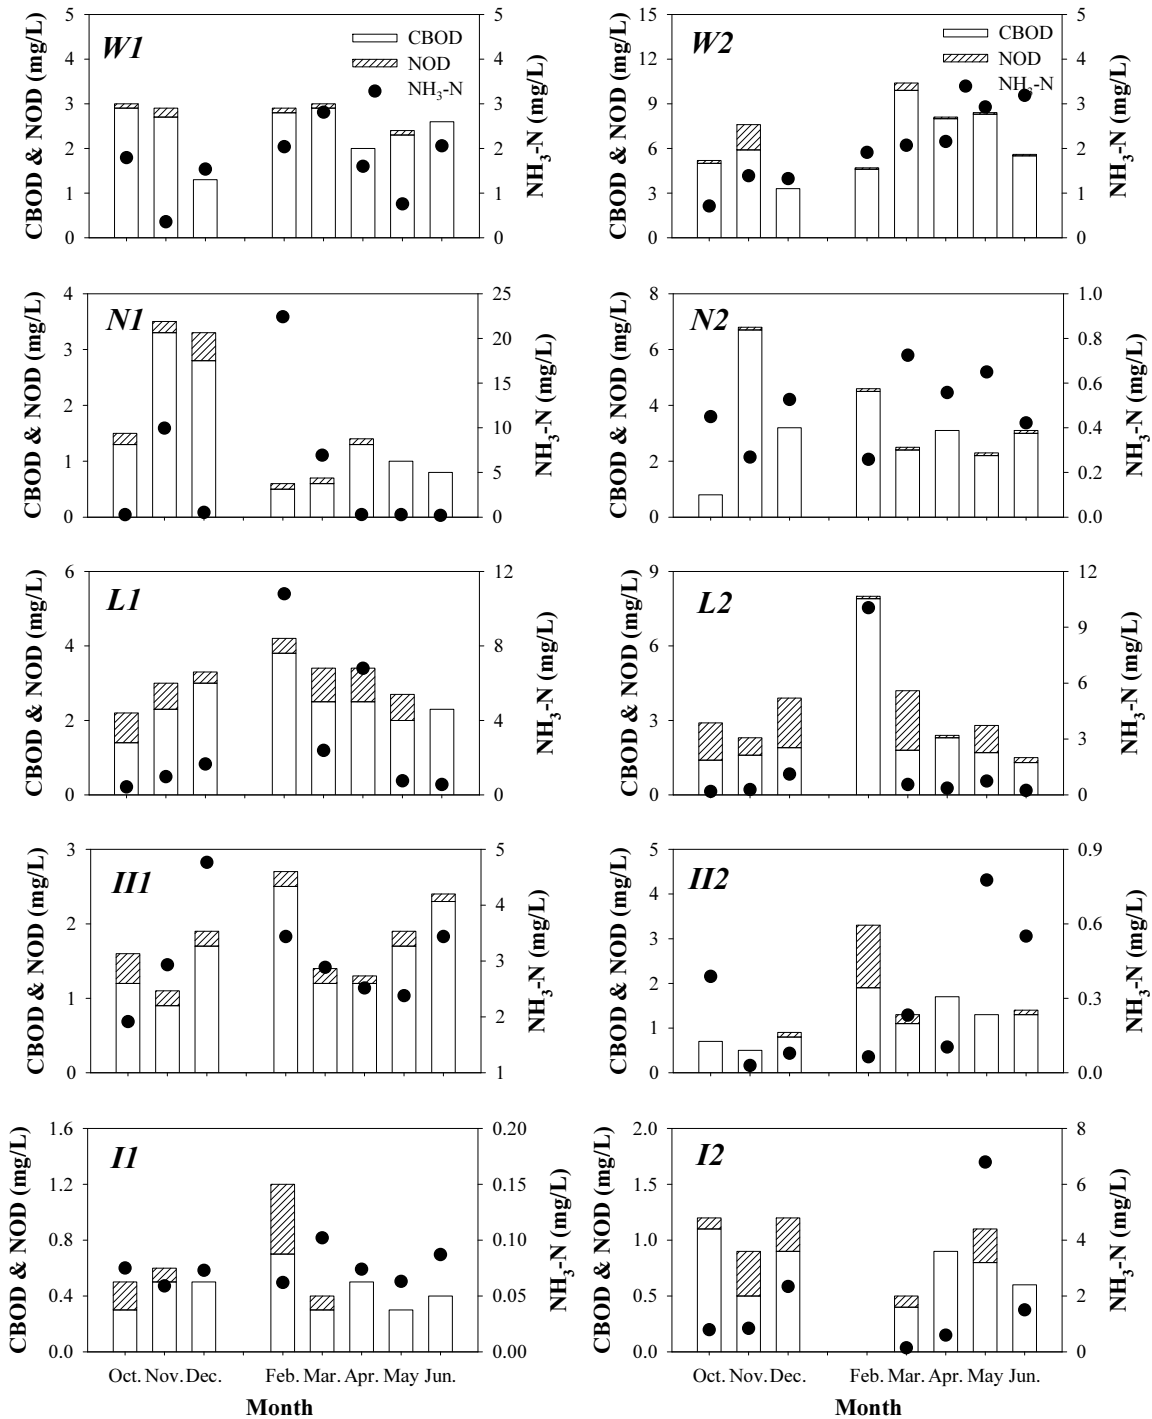 W1
CBOD
NOD
NH3-N
CBOD & NOD (mg/L)
5
4
3
2
1
0
5
4
3
2
1
0
NH3-N (mg/L)
W2
CBOD
NOD
NH3-N
CBOD & NOD (mg/L)
15
12
9
6
3
0
5
4
3
2
1
0
NH3-N (mg/L)
N1
CBOD & NOD (mg/L)
4
3
2
1
0
25
20
15
10
5
0
NH3-N (mg/L)
N2
CBOD & NOD (mg/L)
8
6
4
2
0
1.0
0.8
0.6
0.4
0.2
0.0
NH3-N (mg/L)
L1
CBOD & NOD (mg/L)
6
4
2
0
12
8
4
0
NH3-N (mg/L)
L2
CBOD & NOD (mg/L)
9
6
3
0
12
9
6
3
0
NH3-N (mg/L)
II1
CBOD & NOD (mg/L)
3
2
1
0
5
4
3
2
1
NH3-N (mg/L)
II2
CBOD & NOD (mg/L)
5
4
3
2
1
0
0.9
0.6
0.3
0.0
NH3-N (mg/L)
I1
CBOD & NOD (mg/L)
1.6
1.2
0.8
0.4
0.0
0.20
0.15
0.10
0.05
0.00
NH3-N (mg/L)
Oct. Nov. Dec. Feb. Mar. Apr. May Jun.
Month
I2
CBOD & NOD (mg/L)
2.0
1.5
1.0
0.5
0.0
8
6
4
2
0
NH3-N (mg/L)
Oct. Nov. Dec. Feb. Mar. Apr. May Jun.
Month